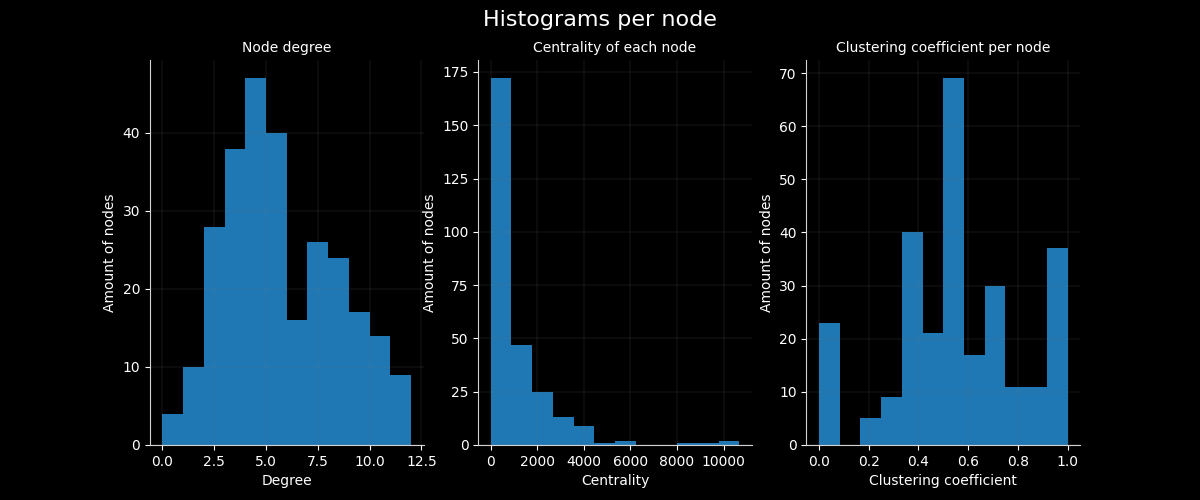 Histograms per node
Node degree
Amount of nodes
40
30
20
10
0
0.0 2.5 5.0 7.5 10.0 12.5
Degree
Centrality of each node
Amount of nodes
175
150
125
100
75
50
25
0
0 2000 4000 6000 8000 10000
Centrality
Clustering coefficient per node
Amount of nodes
70
60
50
40
30
20
10
0
0.0 0.2 0.4 0.6 0.8 1.0
Clustering coefficient